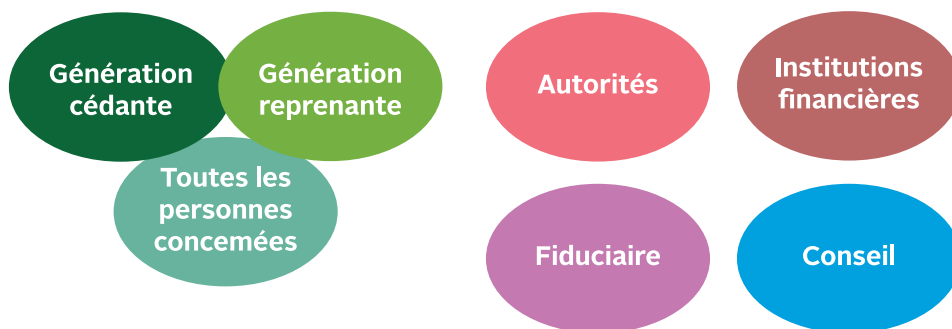 Génération
cédante
Génération
reprenante
Toutes les
personnes
concemées
Autorités
Institutions
financières
Fiduciaire
Conseil